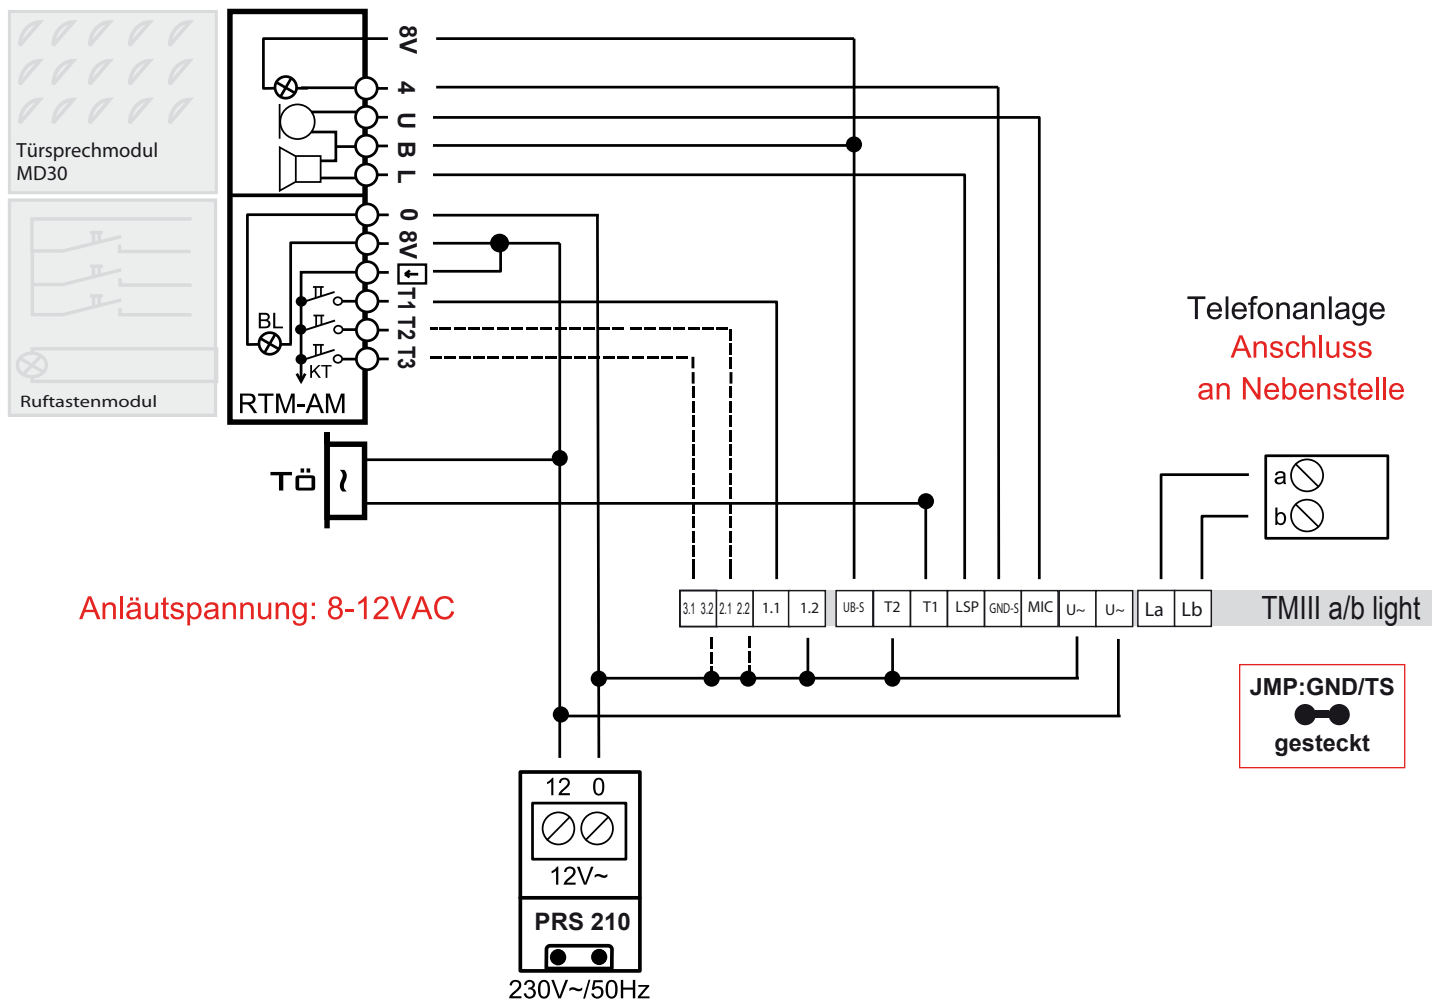 Türsprechmodul
MD30
Ruftastenmodul
8V
4
U
B
L
0
8V
T1
T2
T3
BL
KT
RTM-AM
TÖ
~
Anläutspannung: 8-12VAC
Telefonanlage
Anschluss
an Nebenstelle
a
b
3.1 3.2 2.1 2.2 1.1 1.2 UB-S T2 T1 LSP GND-S MIC U~ U~ La Lb
TMIII a/b light
JMP:GND/TS
gesteckt
12 0
12V~
PRS 210
230V~/50Hz